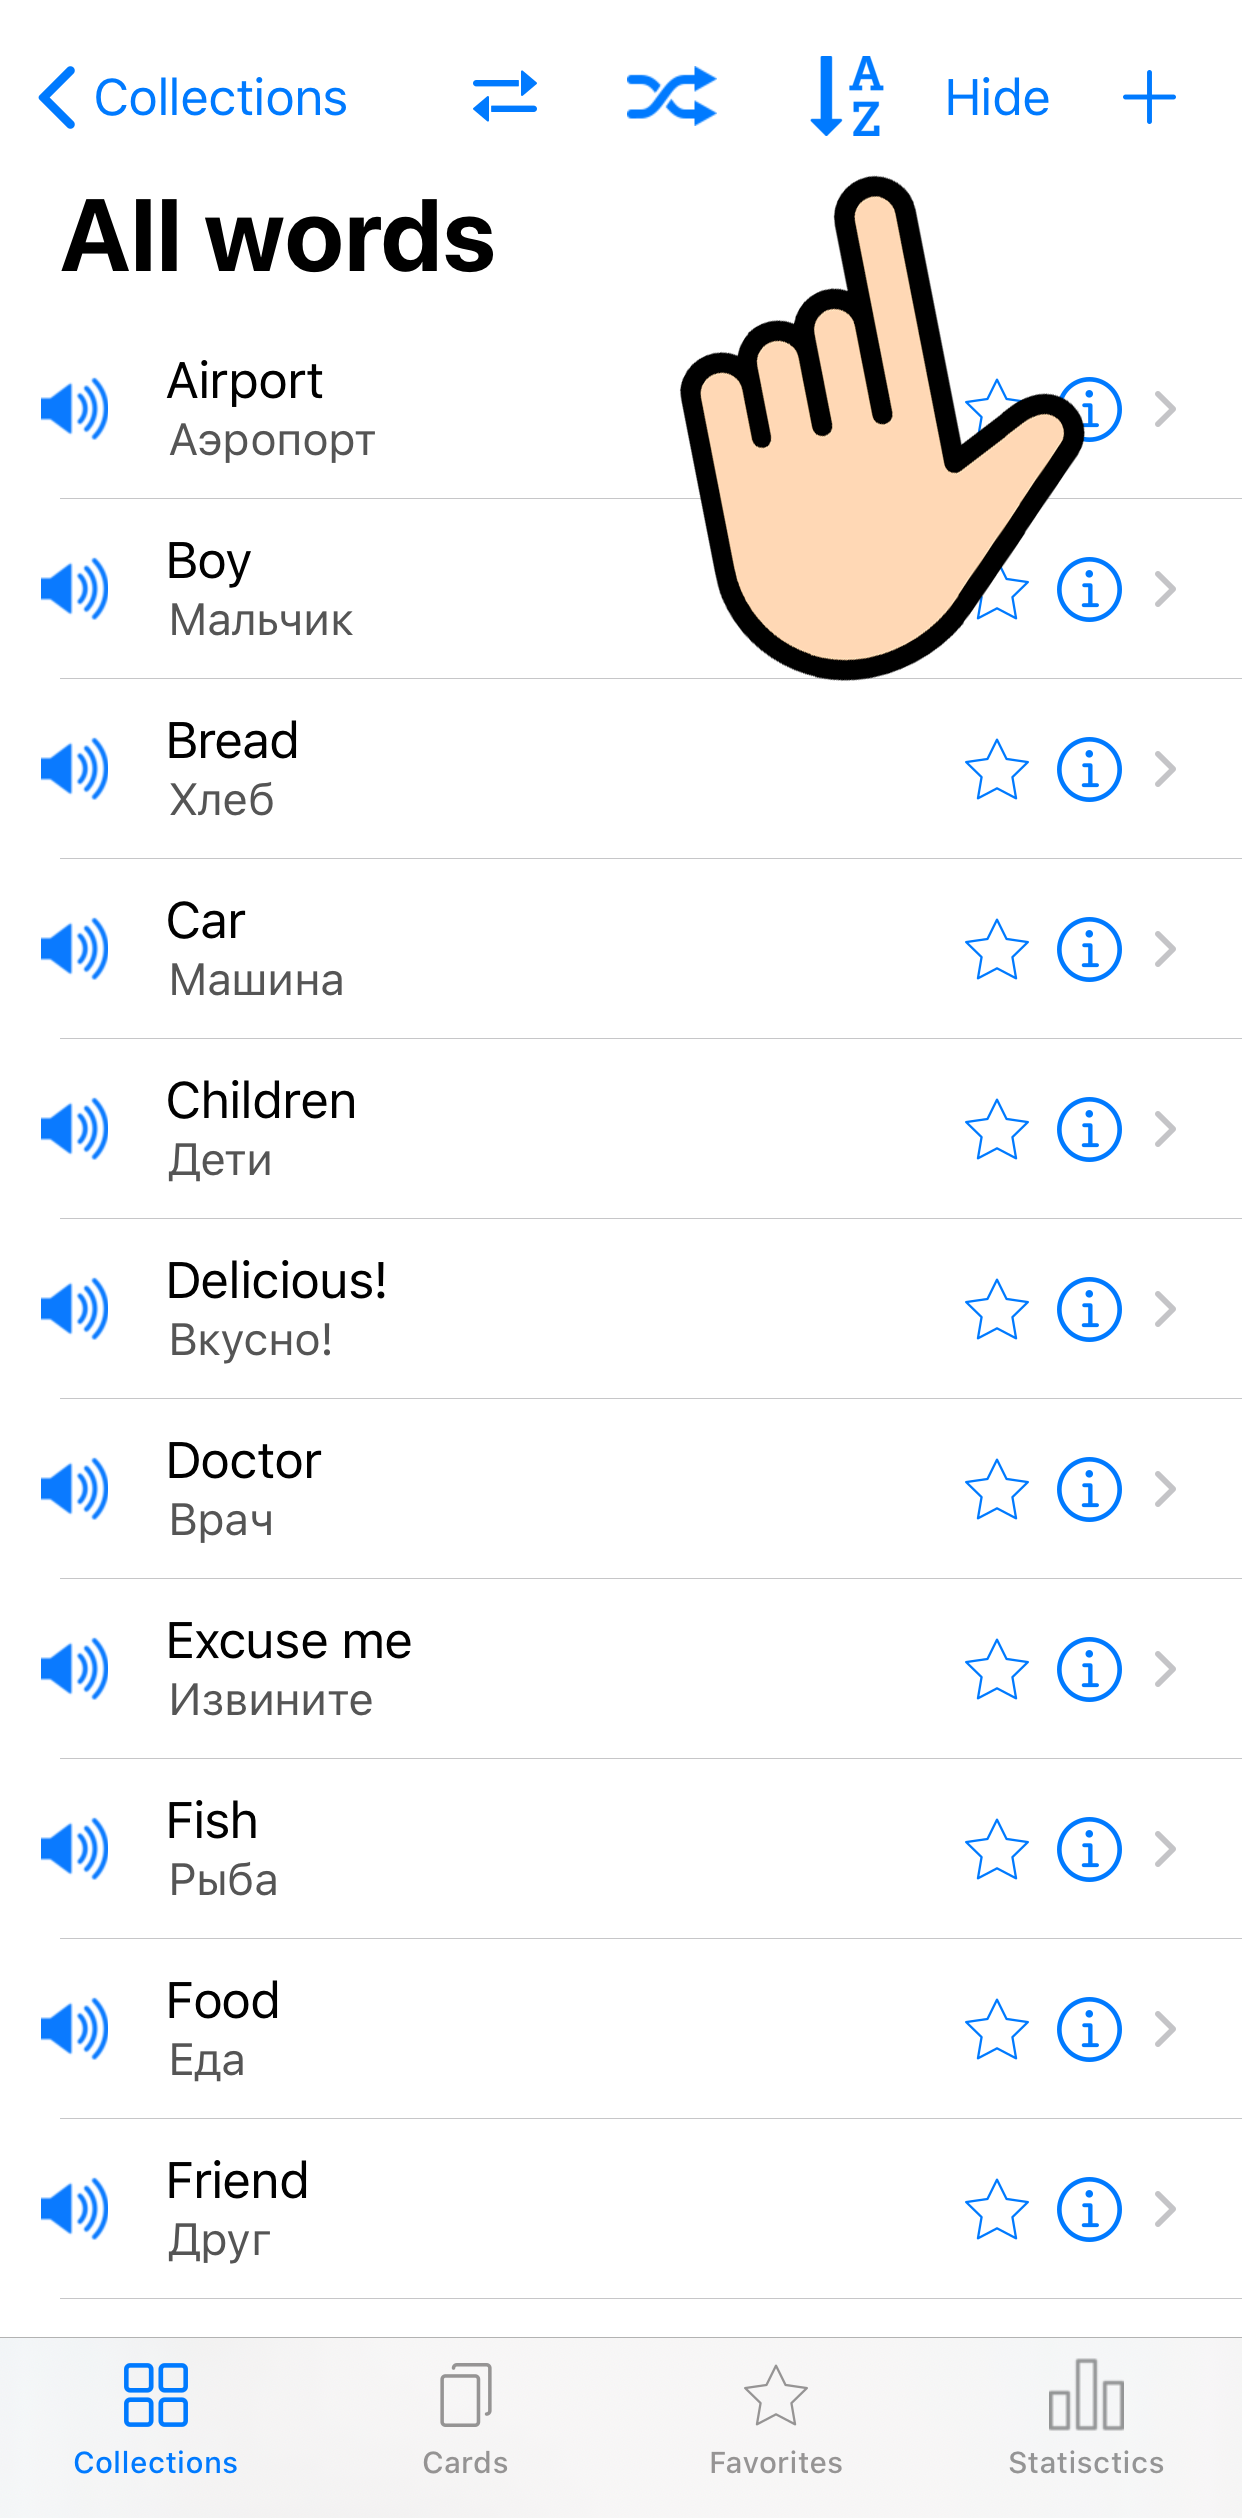 Collections
A
Z
Hide
All words
Airport
Аэропорт
Boy
Мальчик
Bread
Хлеб
Car
Машина
Children
Дети
Delicious!
Вкусно!
Doctor
Врач
Excuse me
Извините
Fish
Рыба
Food
Еда
Friend
Друг
Collections Cards Favorites Statisctics